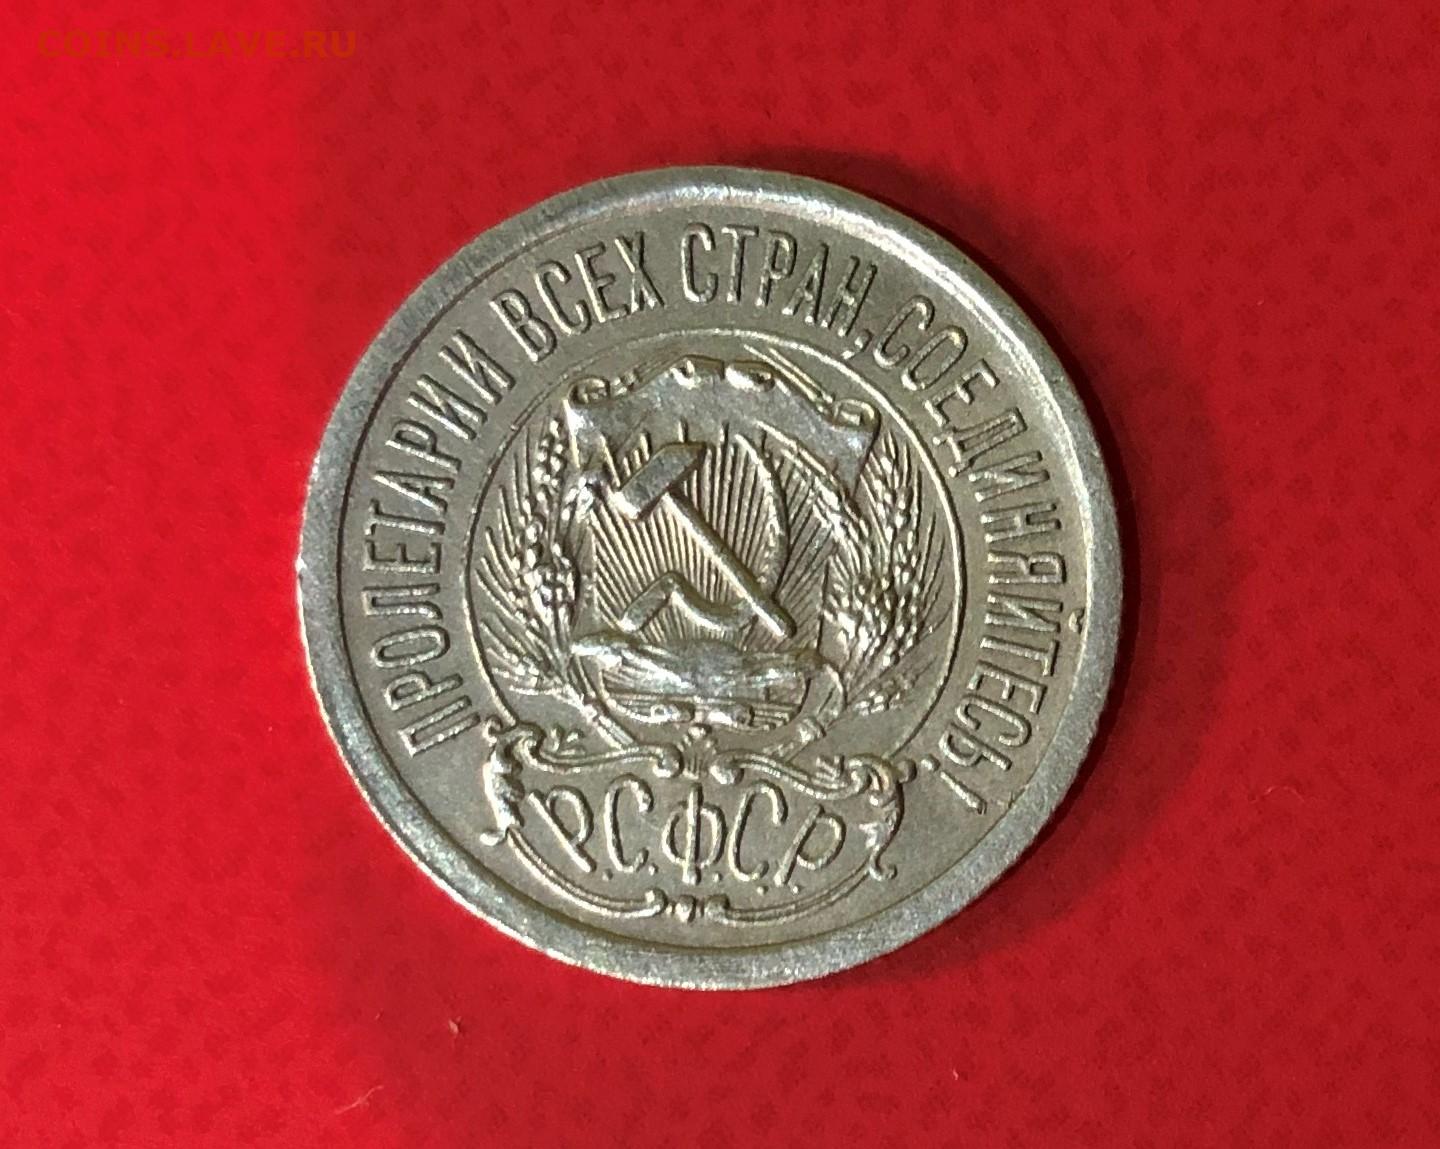 COINS.LAVE.RU
ПРОЛЕТАРИИ ВСЕХ СТРАН, СОЕДИНЯЙТЕСЬ!
Р.С.Ф.С.Р.